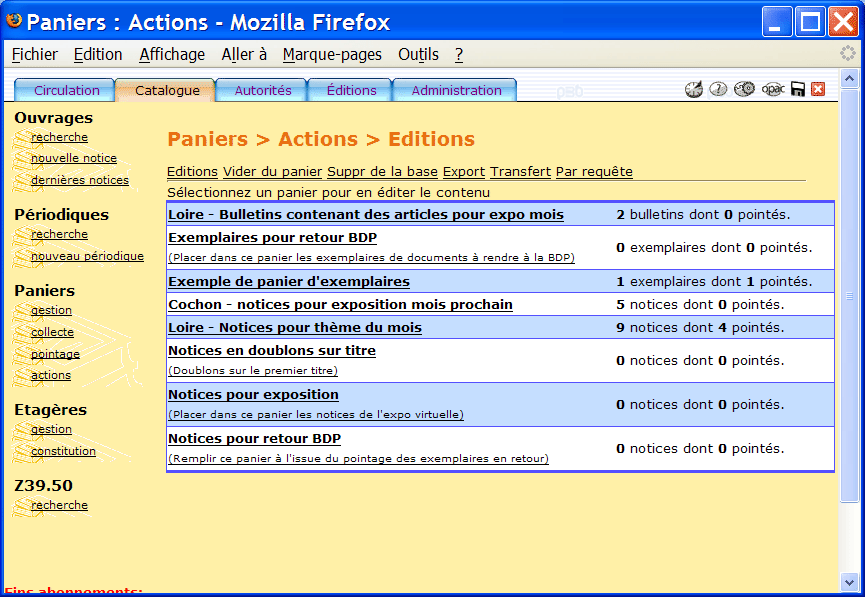 Paniers : Actions - Mozilla Firefox
Fichier Edition Affichage Aller à Marque-pages Outils ?
Circulation Catalogue Autorités Éditions Administration pmb opac
Ouvrages
recherche
nouvelle notice
dernières notices
Périodiques
recherche
nouveau périodique
Paniers
gestion
collecte
pointage
actions
Etagères
gestion
constitution
Z39.50
recherche
Fins abonnements:
Paniers > Actions > Editions
Editions Vider du panier Suppr de la base Export Transfert Par requête
Sélectionnez un panier pour en éditer le contenu
Loire - Bulletins contenant des articles pour expo mois 2 bulletins dont 0 pointés.
Exemplaires pour retour BDP 0 exemplaires dont 0 pointés.
(Placer dans ce panier les exemplaires de documents à rendre à la BDP)
Exemple de panier d'exemplaires 1 exemplaires dont 1 pointés.
Cochon - notices pour exposition mois prochain 5 notices dont 0 pointés.
Loire - Notices pour thème du mois 9 notices dont 4 pointés.
Notices en doublons sur titre 0 notices dont 0 pointés.
(Doublons sur le premier titre)
Notices pour exposition 0 notices dont 0 pointés.
(Placer dans ce panier les notices de l'expo virtuelle)
Notices pour retour BDP 0 notices dont 0 pointés.
(Remplir ce panier à l'issue du pointage des exemplaires en retour)